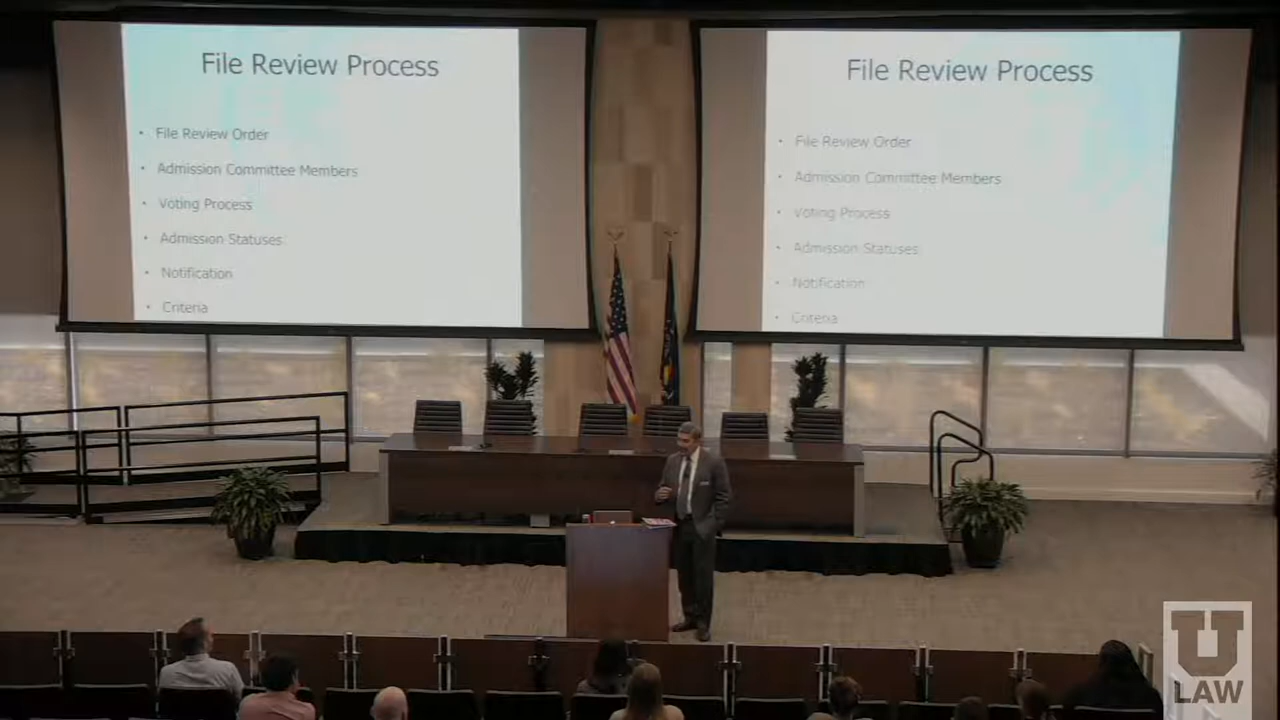 File Review Process
• File Review Order
• Admission Committee Members
• Voting Process
• Admission Statuses
• Notification
• Criteria
File Review Process
• File Review Order
• Admission Committee Members
• Voting Process
• Admission Statuses
• Notification
• Criteria
U
LAW